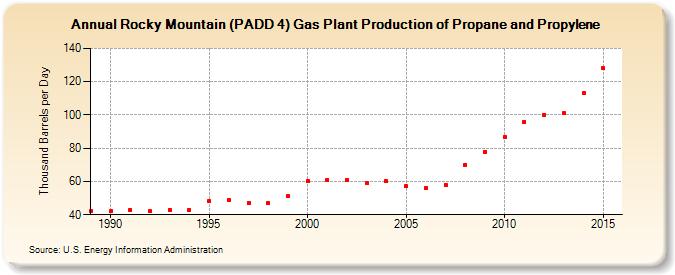 Annual Rocky Mountain (PADD 4) Gas Plant Production of Propane and Propylene
Thousand Barrels per Day
140
120
100
80
60
40
1990 1995 2000 2005 2010 2015
Source: U.S. Energy Information Administration